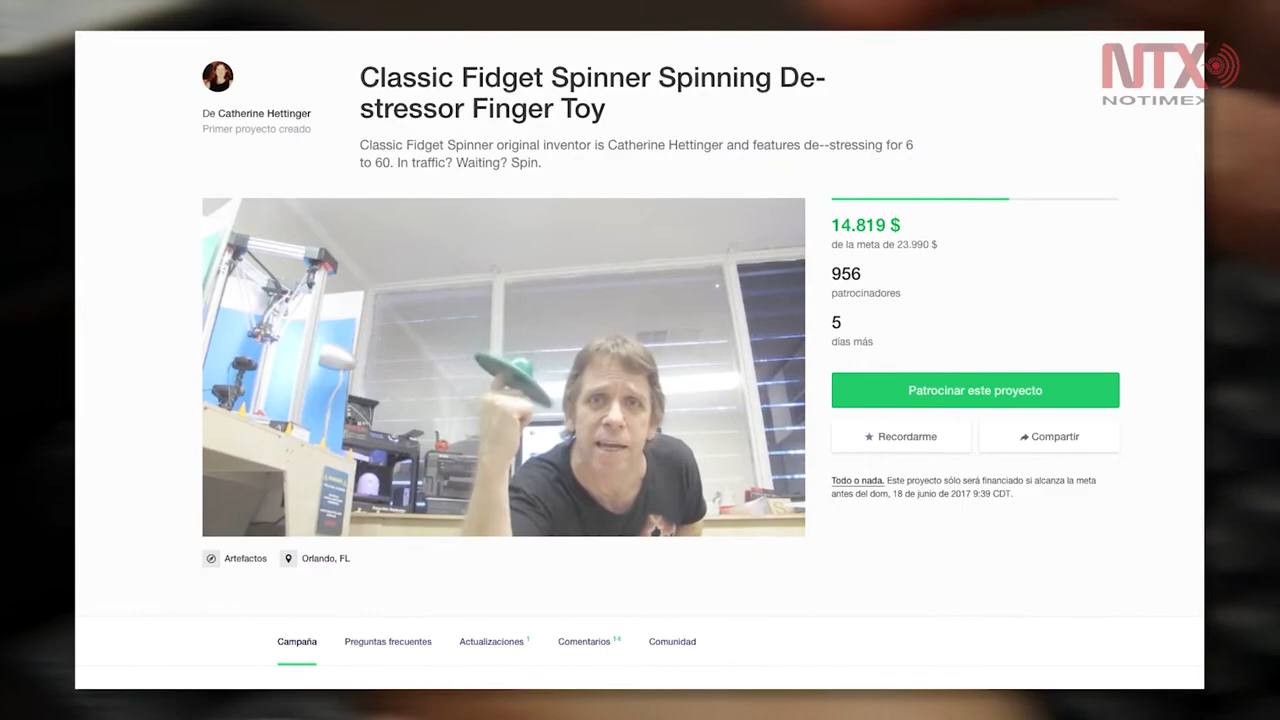 NTX
NOTIMEX
Classic Fidget Spinner Spinning De-
stressor Finger Toy
De Catherine Hettinger
Primer proyecto creado
Classic Fidget Spinner original inventor is Catherine Hettinger and features de--stressing for 6
to 60. In traffic? Waiting? Spin.
14.819 $
de la meta de 23.990 $
956
patrocinadores
5
días más
Patrocinar este proyecto
Recordarme
Compartir
Todo o nada. Este proyecto sólo será financiado si alcanza la meta
antes del dom, 18 de junio de 2017 9:39 CDT.
Artefactos
Orlando, FL
Campaña
Preguntas frecuentes
Actualizaciones 1
Comentarios 14
Comunidad